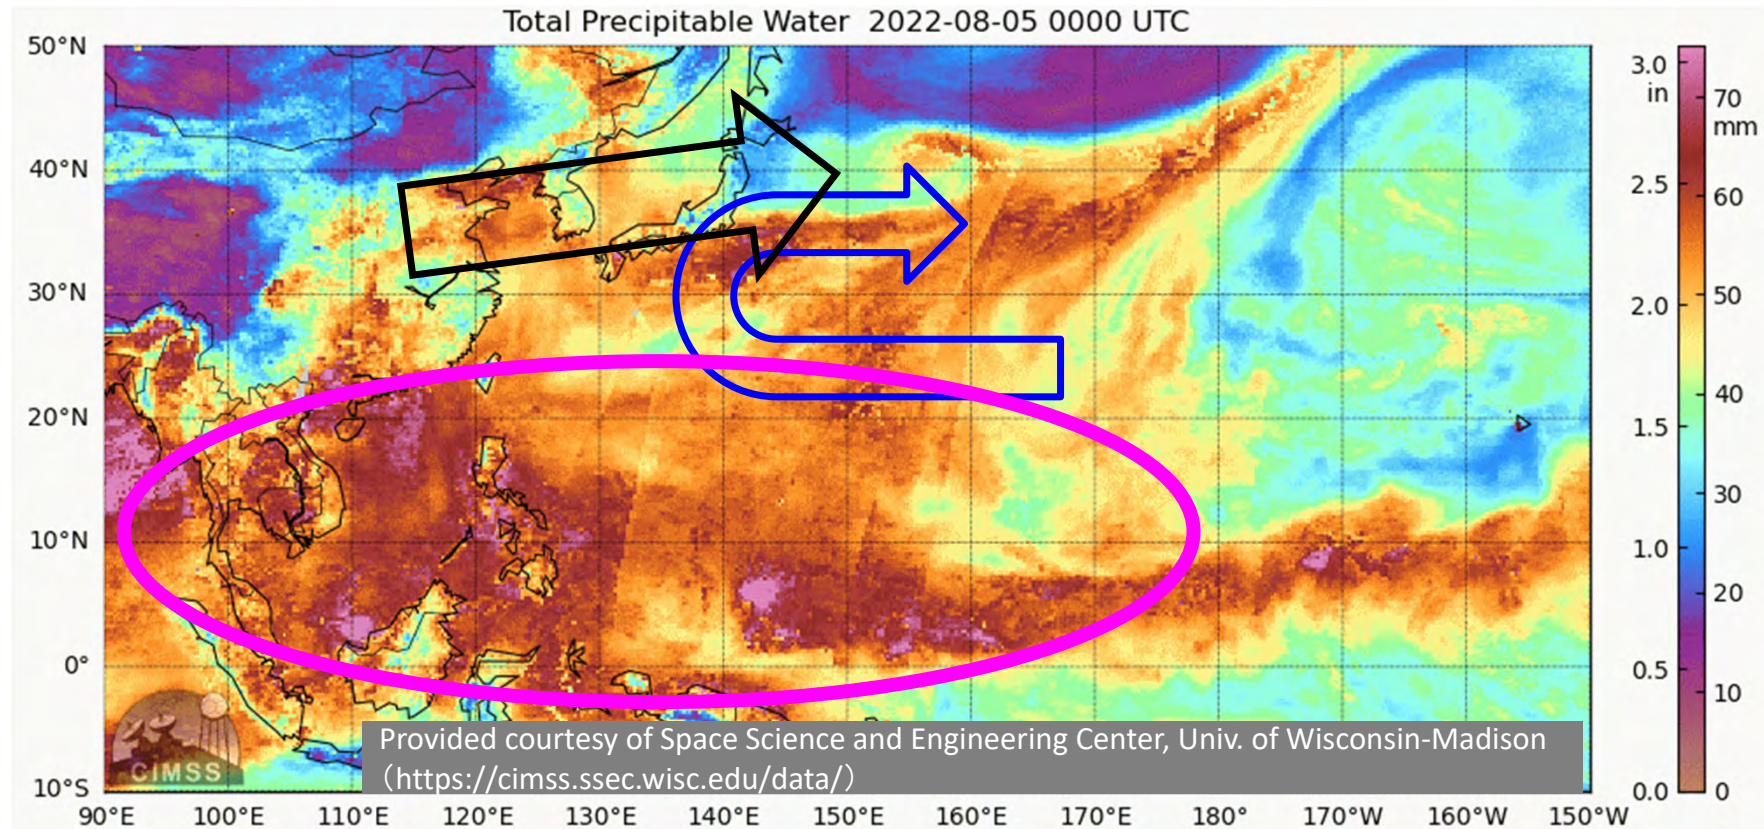 Total Precipitable Water 2022-08-05 0000 UTC
50°N
40°N
30°N
20°N
10°N
0°
10°S
90°E 100°E 110°E 120°E 130°E 140°E 150°E 160°E 170°E 180° 170°W 160°W 150°W
3.0
in
2.5
2.0
1.5
1.0
0.5
0.0
70
mm
60
50
40
30
20
10
0
CIMSS
Provided courtesy of Space Science and Engineering Center, Univ. of Wisconsin-Madison
（https://cimss.ssec.wisc.edu/data/）